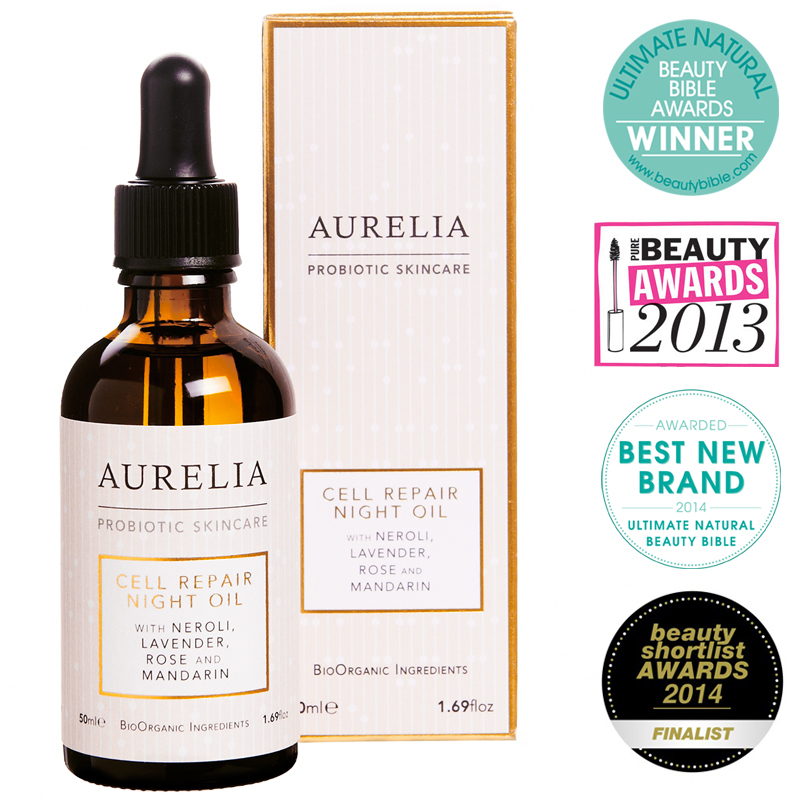 AURELIA
PROBIOTIC SKINCARE
CELL REPAIR
NIGHT OIL
WITH NEROLI,
LAVENDER,
ROSE AND
MANDARIN
50ml℮ BIOORGANIC INGREDIENTS 1.69floz
AURELIA
PROBIOTIC SKINCARE
CELL REPAIR
NIGHT OIL
WITH NEROLI,
LAVENDER,
ROSE AND
MANDARIN
BIOORGANIC INGREDIENTS
0ml℮ 1.69floz
ULTIMATE NATURAL
BEAUTY
BIBLE
AWARDS
WINNER
www.beautybible.com
PURE
BEAUTY
AWARDS
2013
AWARDED
BEST NEW
BRAND
2014
ULTIMATE NATURAL
BEAUTY BIBLE
beauty
shortlist
AWARDS
2014
FINALIST